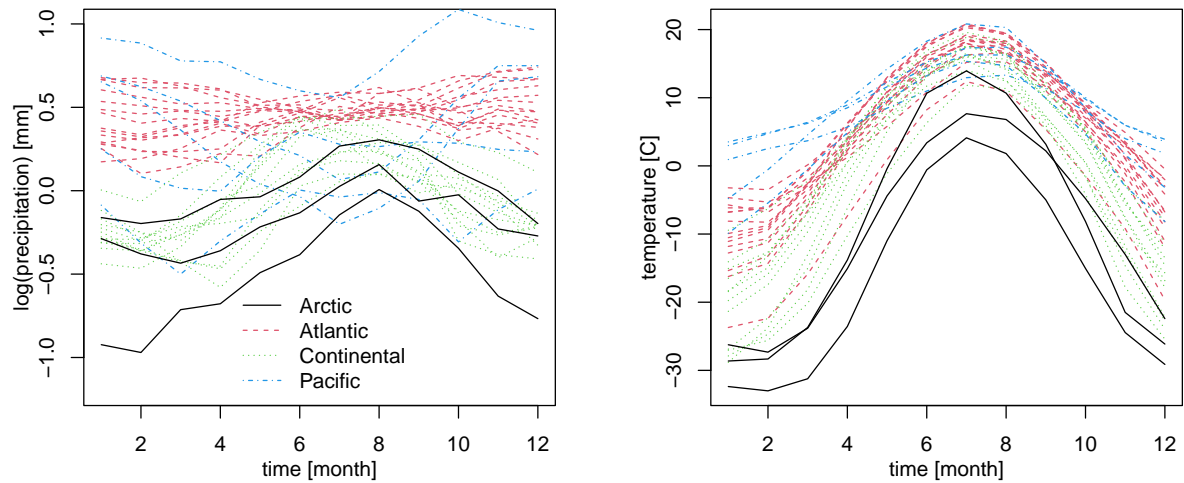 log(precipitation) [mm]
1.0
0.5
0.0
−0.5
−1.0
Arctic
Atlantic
Continental
Pacific
2 4 6 8 10 12
time [month]
temperature [C]
20
10
0
−10
−20
−30
2 4 6 8 10 12
time [month]